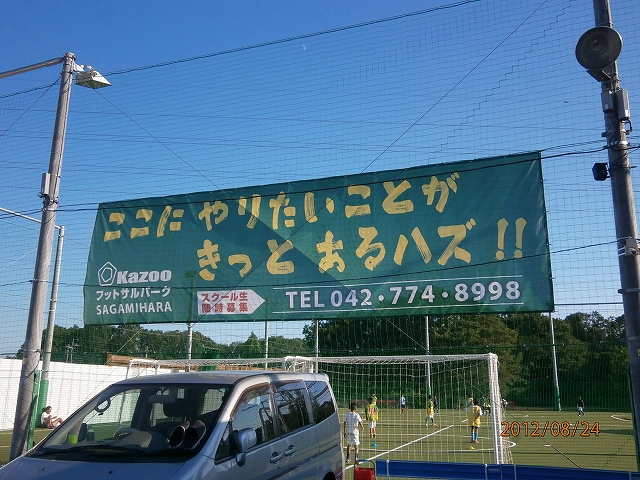 ここに やりたいことが
きっと あるハズ!!
Kazoo
フットサルパーク
SAGAMIHARA
スクール生
随時募集
TEL 042・774・8998
2012/08/24